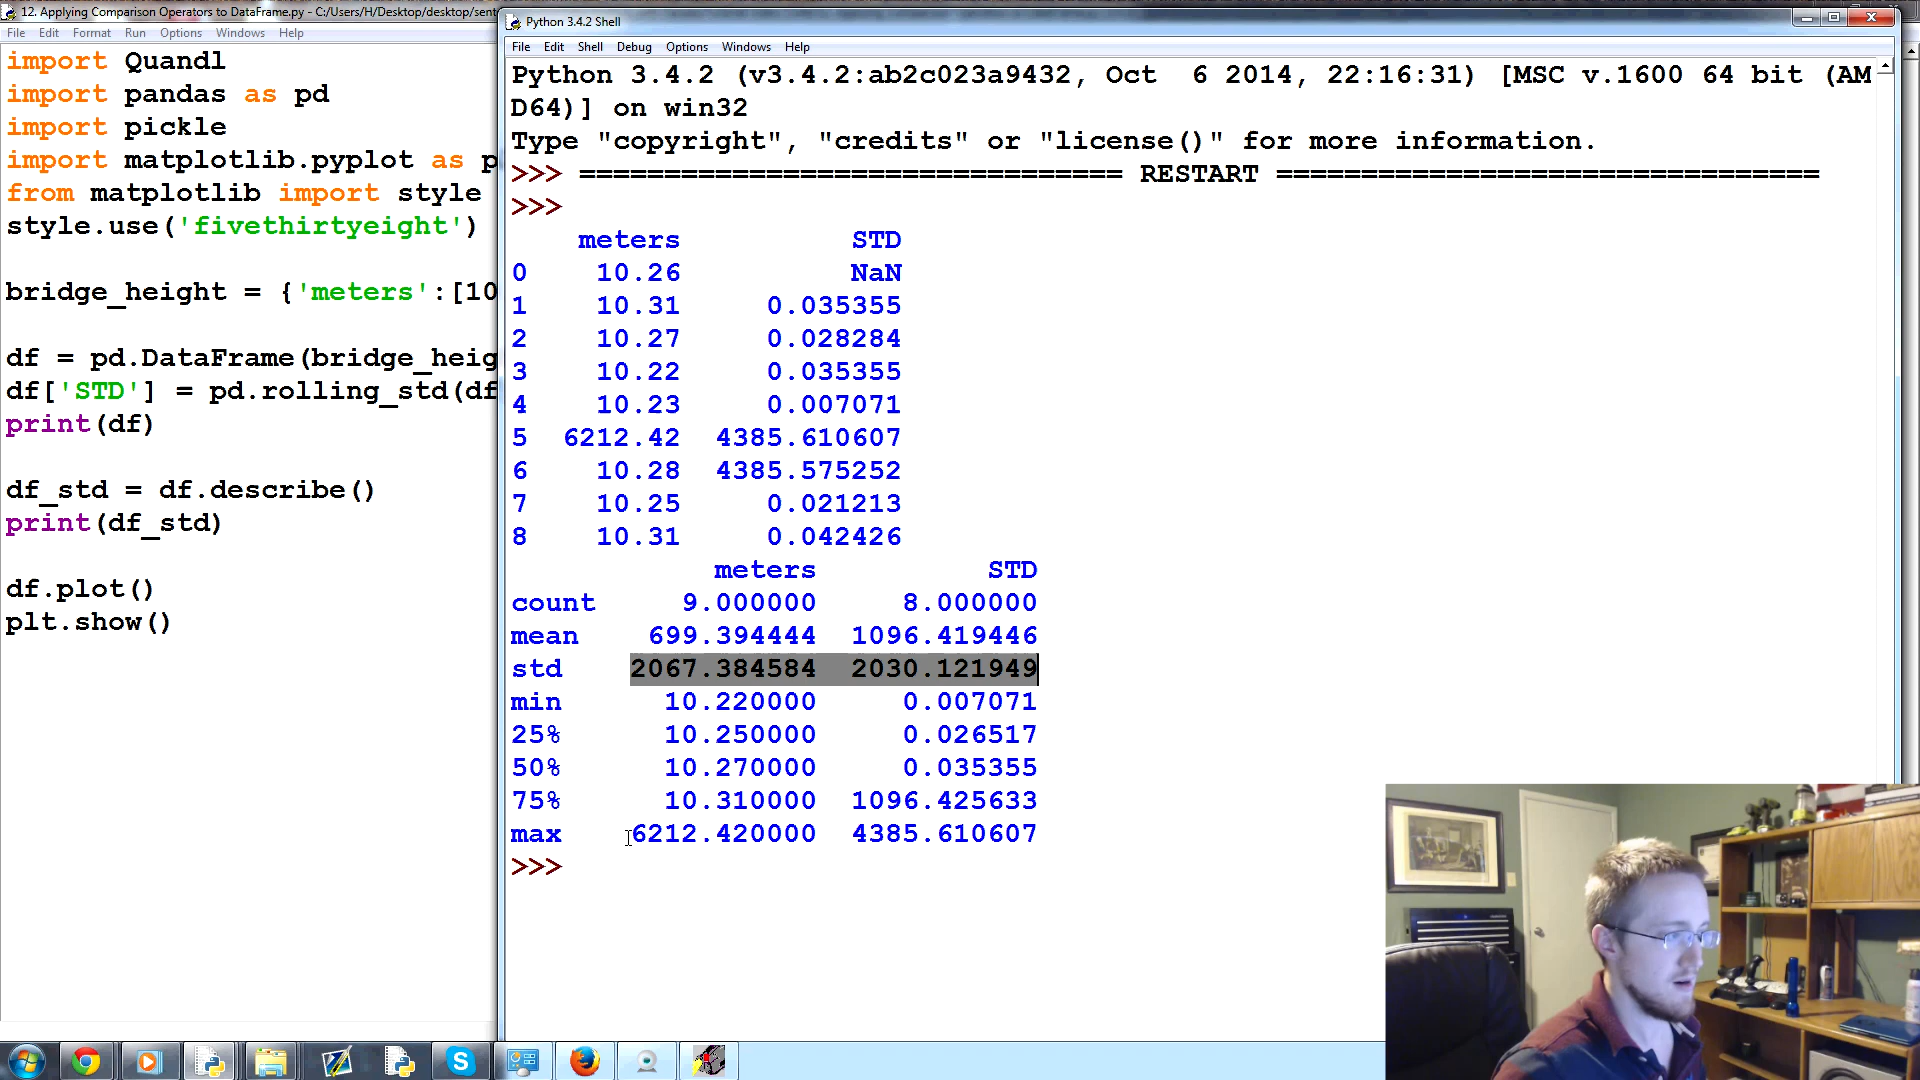 12. Applying Comparison Operators to DataFrame.py - C:/Users/H/Desktop/desktop/sent
File Edit Format Run Options Windows Help
import Quandl
import pandas as pd
import pickle
import matplotlib.pyplot as p
from matplotlib import style
style.use('fivethirtyeight')
bridge_height = {'meters':[10
df = pd.DataFrame(bridge_heig
df['STD'] = pd.rolling_std(df
print(df)
df_std = df.describe()
print(df_std)
df.plot()
plt.show()
Python 3.4.2 Shell
File Edit Shell Debug Options Windows Help
Python 3.4.2 (v3.4.2:ab2c023a9432, Oct  6 2014, 22:16:31) [MSC v.1600 64 bit (AM
D64)] on win32
Type "copyright", "credits" or "license()" for more information.
>>> ================================ RESTART ================================
>>>
meters STD
0 10.26 NaN
1 10.31 0.035355
2 10.27 0.028284
3 10.22 0.035355
4 10.23 0.007071
5 6212.42 4385.610607
6 10.28 4385.575252
7 10.25 0.021213
8 10.31 0.042426
meters STD
count 9.000000 8.000000
mean 699.394444 1096.419446
std 2067.384584 2030.121949
min 10.220000 0.007071
25% 10.250000 0.026517
50% 10.270000 0.035355
75% 10.310000 1096.425633
max 6212.420000 4385.610607
>>>